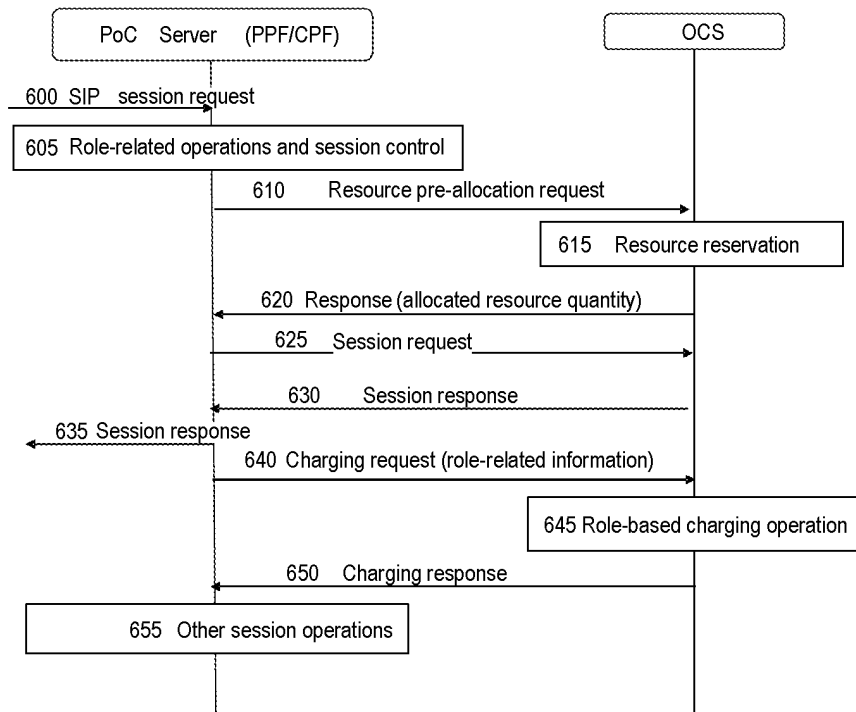 PoC Server (PPF/CPF)
OCS
600 SIP session request
605 Role-related operations and session control
610 Resource pre-allocation request
615 Resource reservation
620 Response (allocated resource quantity)
625 Session request
630 Session response
635 Session response
640 Charging request (role-related information)
645 Role-based charging operation
650 Charging response
655 Other session operations